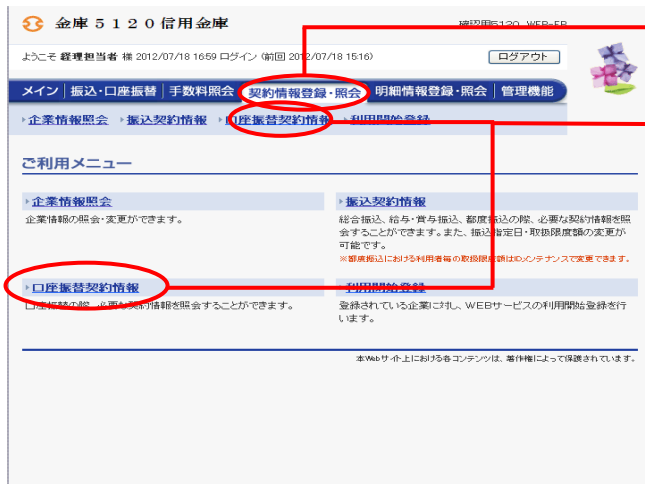 金庫5120信用金庫
確認用5120 WEB-FB
ようこそ 経理担当者 様 2012/07/18 16:59 ログイン (前回 2012/07/18 15:16)
ログアウト
メイン 振込・口座振替 手数料照会 契約情報登録・照会 明細情報登録・照会 管理機能
企業情報照会 振込契約情報 口座振替契約情報 利用開始登録
ご利用メニュー
企業情報照会
企業情報の照会・変更ができます。
振込契約情報
総合振込、給与・賞与振込、都度振込の際、必要な契約情報を照
会することができます。また、振込指定日・取扱限度額の変更が
可能です。
※都度振込における利用者毎の取扱限度額はIDメンテナンスで変更できます。
口座振替契約情報
口座振替の際、必要な契約情報を照会することができます。
利用開始登録
登録されている企業に対し、WEBサービスの利用開始登録を行
います。
本Webサイト上における各コンテンツは、著作権によって保護されています。